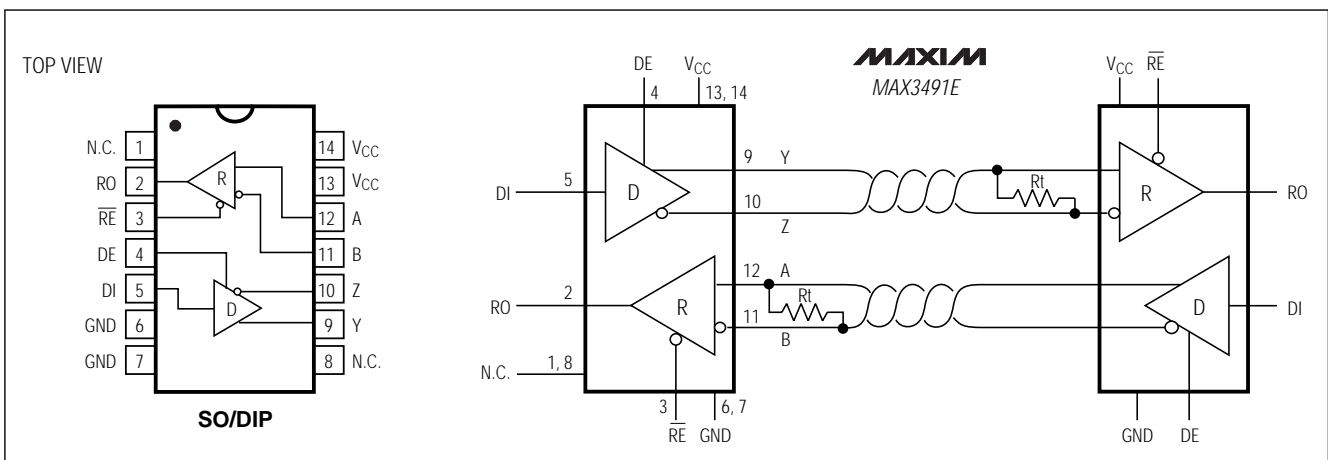 TOP VIEW
N.C. 1
RO 2
RE 3
DE 4
DI 5
GND 6
GND 7
14 VCC
13 VCC
12 A
11 B
10 Z
9 Y
8 N.C.
R
D
SO/DIP
MAXIM
MAX3491E
DE
4
VCC
13, 14
DI
5
D
9 Y
10
Z
Rt
RO
2
R
12 A
Rt
11
B
N.C.
1, 8
3
RE
6, 7
GND
VCC
RE
R
RO
D
DI
GND
DE